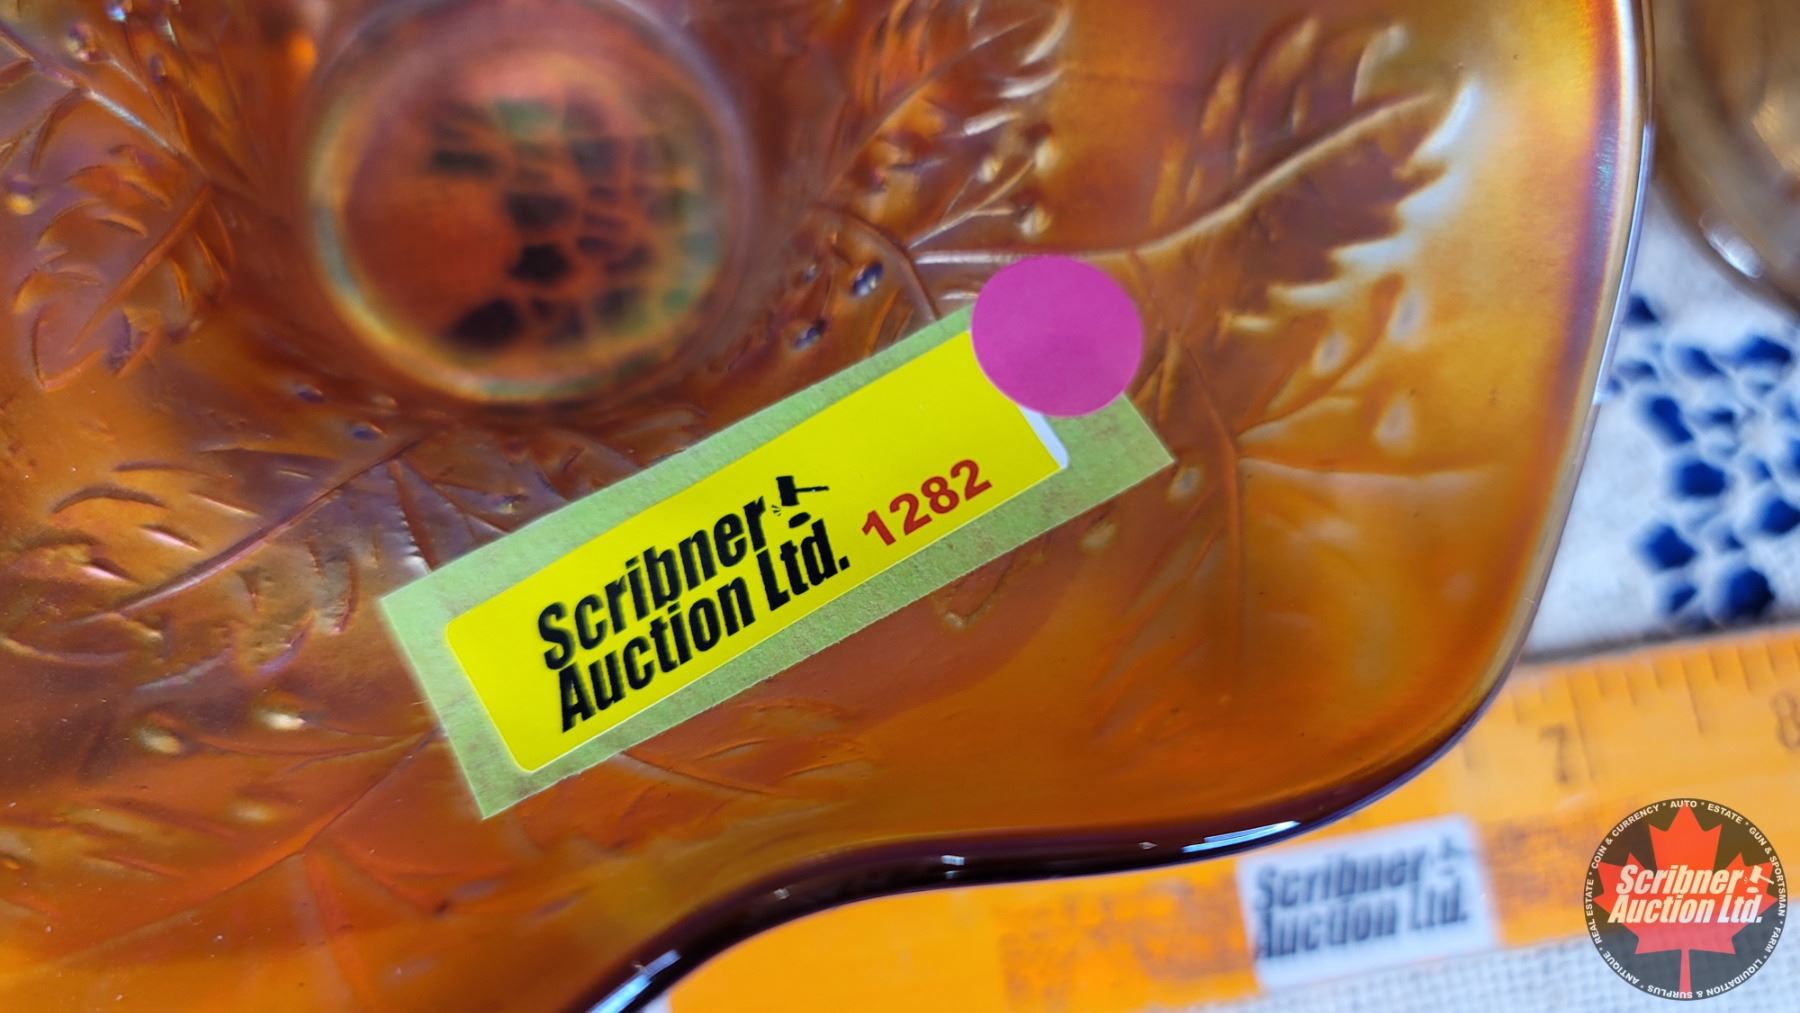 Scribner
Auction Ltd.
1282
7
8
Scribner
Auction Ltd.
ANTIQUE * REAL ESTATE * COIN & CURRENCY * AUTO * ESTATE * GUN & SPORTSMAN * FARM * LIQUIDATION & SURPLUS *
Scribner
Auction Ltd.